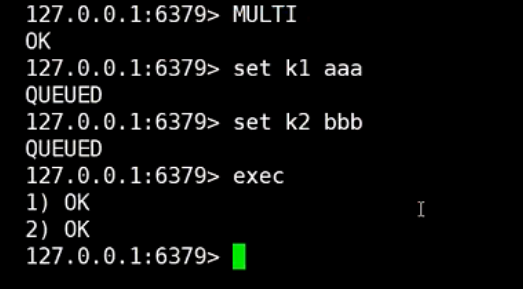 127.0.0.1:6379> MULTI
OK
127.0.0.1:6379> set k1 aaa
QUEUED
127.0.0.1:6379> set k2 bbb
QUEUED
127.0.0.1:6379> exec
1) OK
2) OK
127.0.0.1:6379>